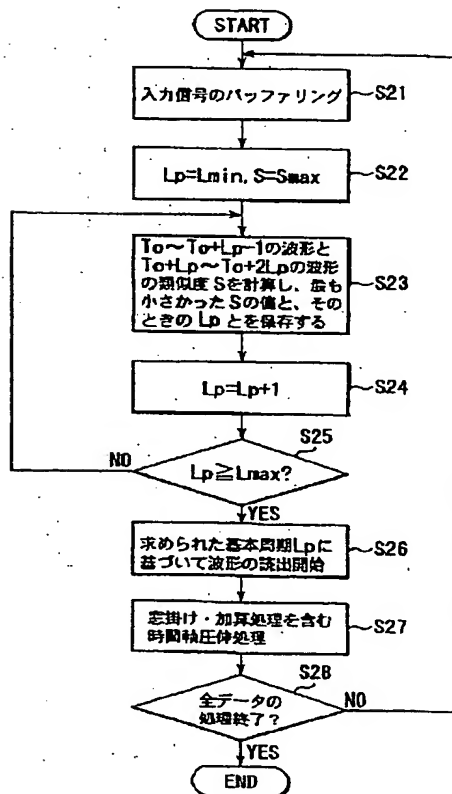 START
入力信号のバッファリング
S21
Lp=Lmin, S=Smax
S22
To～To+Lp-1の波形と
To+Lp～To+2Lpの波形
の類似度Sを計算し、最も
小さかったSの値と、その
ときのLpとを保存する
S23
Lp=Lp+1
S24
S25
NO
Lp≧Lmax?
YES
求められた基本周期Lpに
基づいて波形の読出開始
S26
窓掛け・加算処理を含む
時間軸圧伸処理
S27
S28
全データの
処理終了?
NO
YES
END